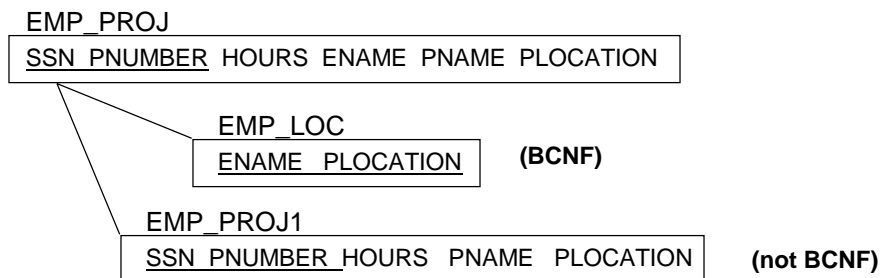 EMP_PROJ
SSN PNUMBER HOURS ENAME PNAME PLOCATION
EMP_LOC
ENAME PLOCATION (BCNF)
EMP_PROJ1
SSN PNUMBER HOURS PNAME PLOCATION (not BCNF)